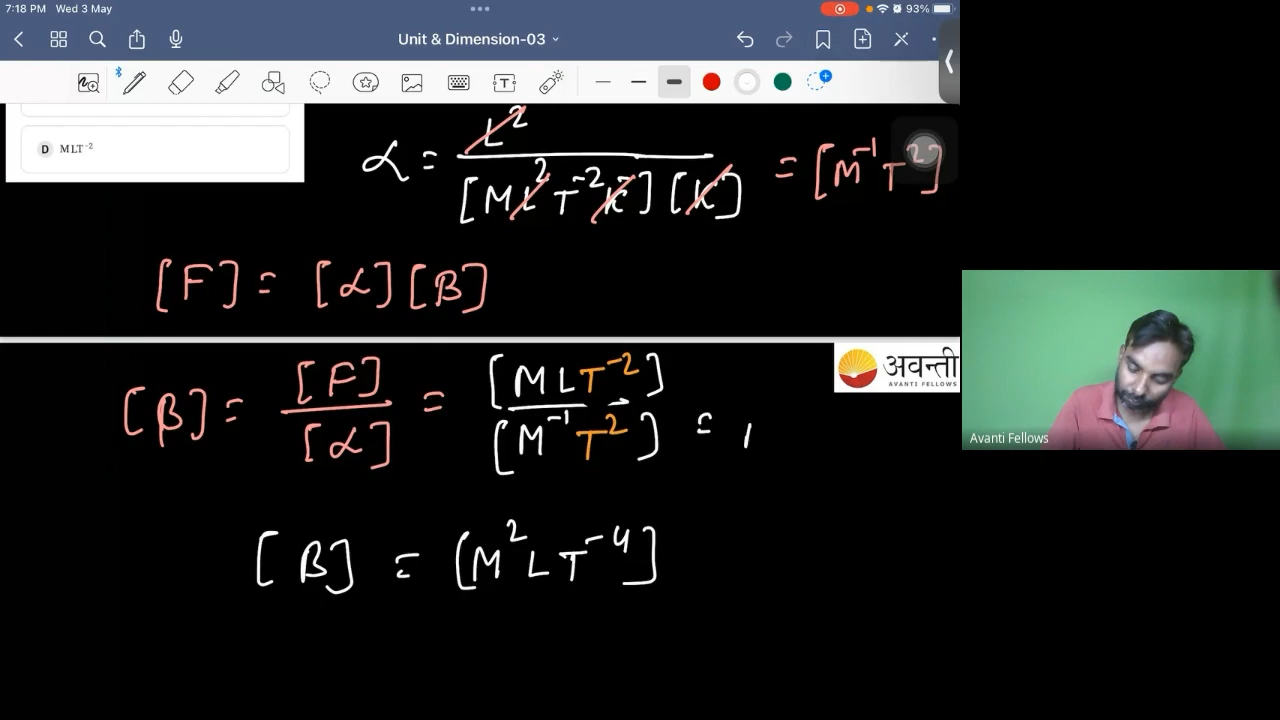 7:18 PM Wed 3 May
93%
Unit & Dimension-03
D MLT⁻²
α = L² / [ML²T⁻²K⁻¹][K] = [M⁻¹T²]
[F] = [α][B]
[β] = [F] / [α] = [MLT⁻²] / [M⁻¹T²] =
अवन्ती
AVANTI FELLOWS
[B] = [M²LT⁻⁴]
Avanti Fellows